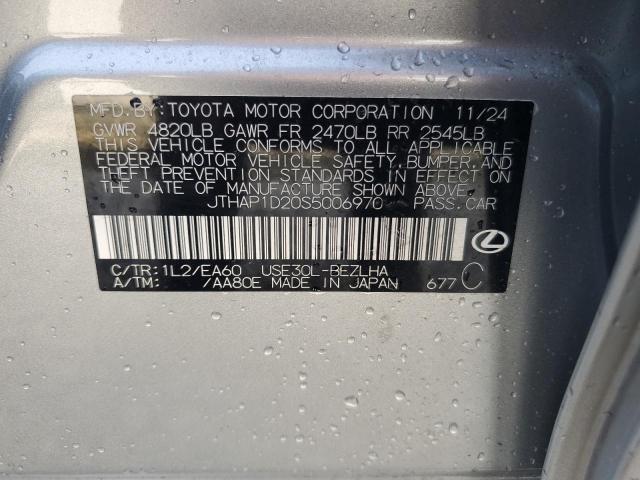 MFD. BY: TOYOTA MOTOR CORPORATION 11/24
GVWR 4820LB GAWR FR 2470LB RR 2545LB
THIS VEHICLE CONFORMS TO ALL APPLICABLE
FEDERAL MOTOR VEHICLE SAFETY, BUMPER, AND
THEFT PREVENTION STANDARDS IN EFFECT ON
THE DATE OF MANUFACTURE SHOWN ABOVE.
JTHAP1D20S5006970 PASS.CAR
C/TR: 1L2/EA60 USE30L-BEZLHA
A/TM: /AA80E MADE IN JAPAN 677 C